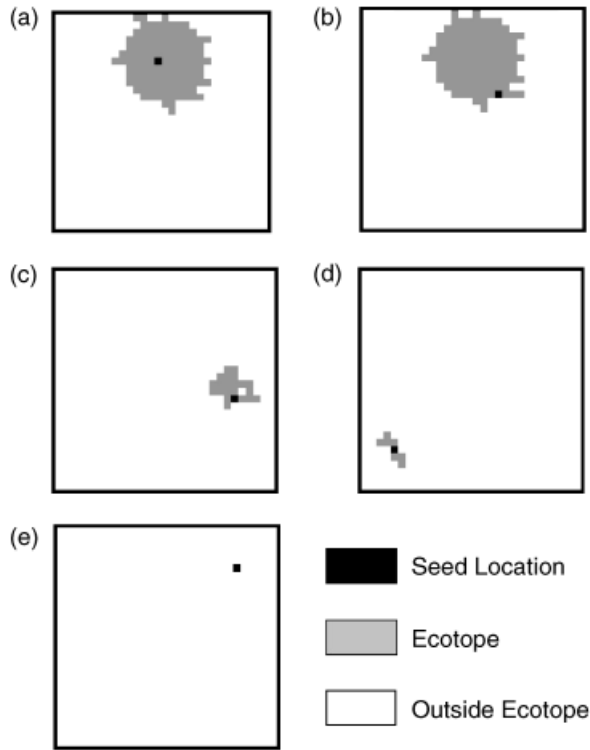 (a)
(b)
(c)
(d)
(e)
Seed Location
Ecotope
Outside Ecotope